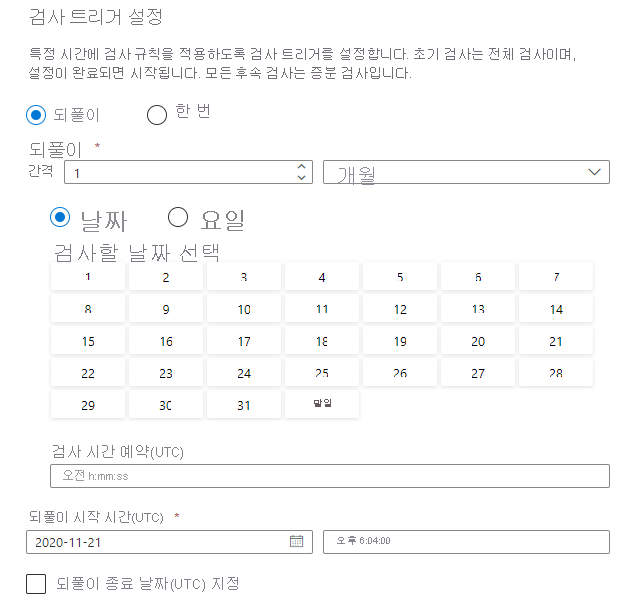 검사 트리거 설정
특정 시간에 검사 규칙을 적용하도록 검사 트리거를 설정합니다. 초기 검사는 전체 검사이며,
설정이 완료되면 시작됩니다. 모든 후속 검사는 증분 검사입니다.
되풀이 한 번
되풀이 *
간격 1 개월
날짜 요일
검사할 날짜 선택
1 2 3 4 5 6 7
8 9 10 11 12 13 14
15 16 17 18 19 20 21
22 23 24 25 26 27 28
29 30 31 말일
검사 시간 예약(UTC)
오전 h:mm:ss
되풀이 시작 시간(UTC) *
2020-11-21 오후 6:04:00
되풀이 종료 날짜(UTC) 지정